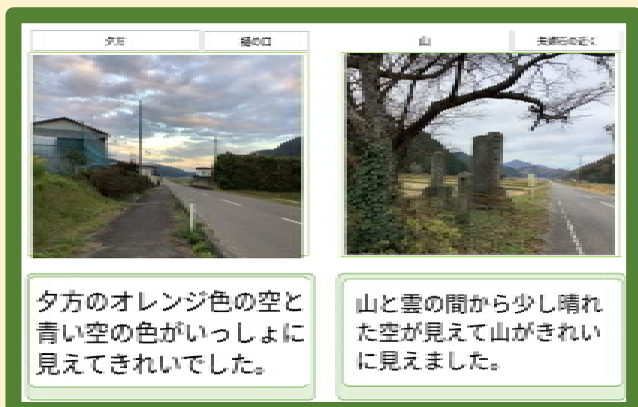 夕方
樋の口
山
夕方のオレンジ色の空と
青い空の色がいっしょに
見えてきれいでした。
山と雲の間から少し晴れ
た空が見えて山がきれい
に見えました。